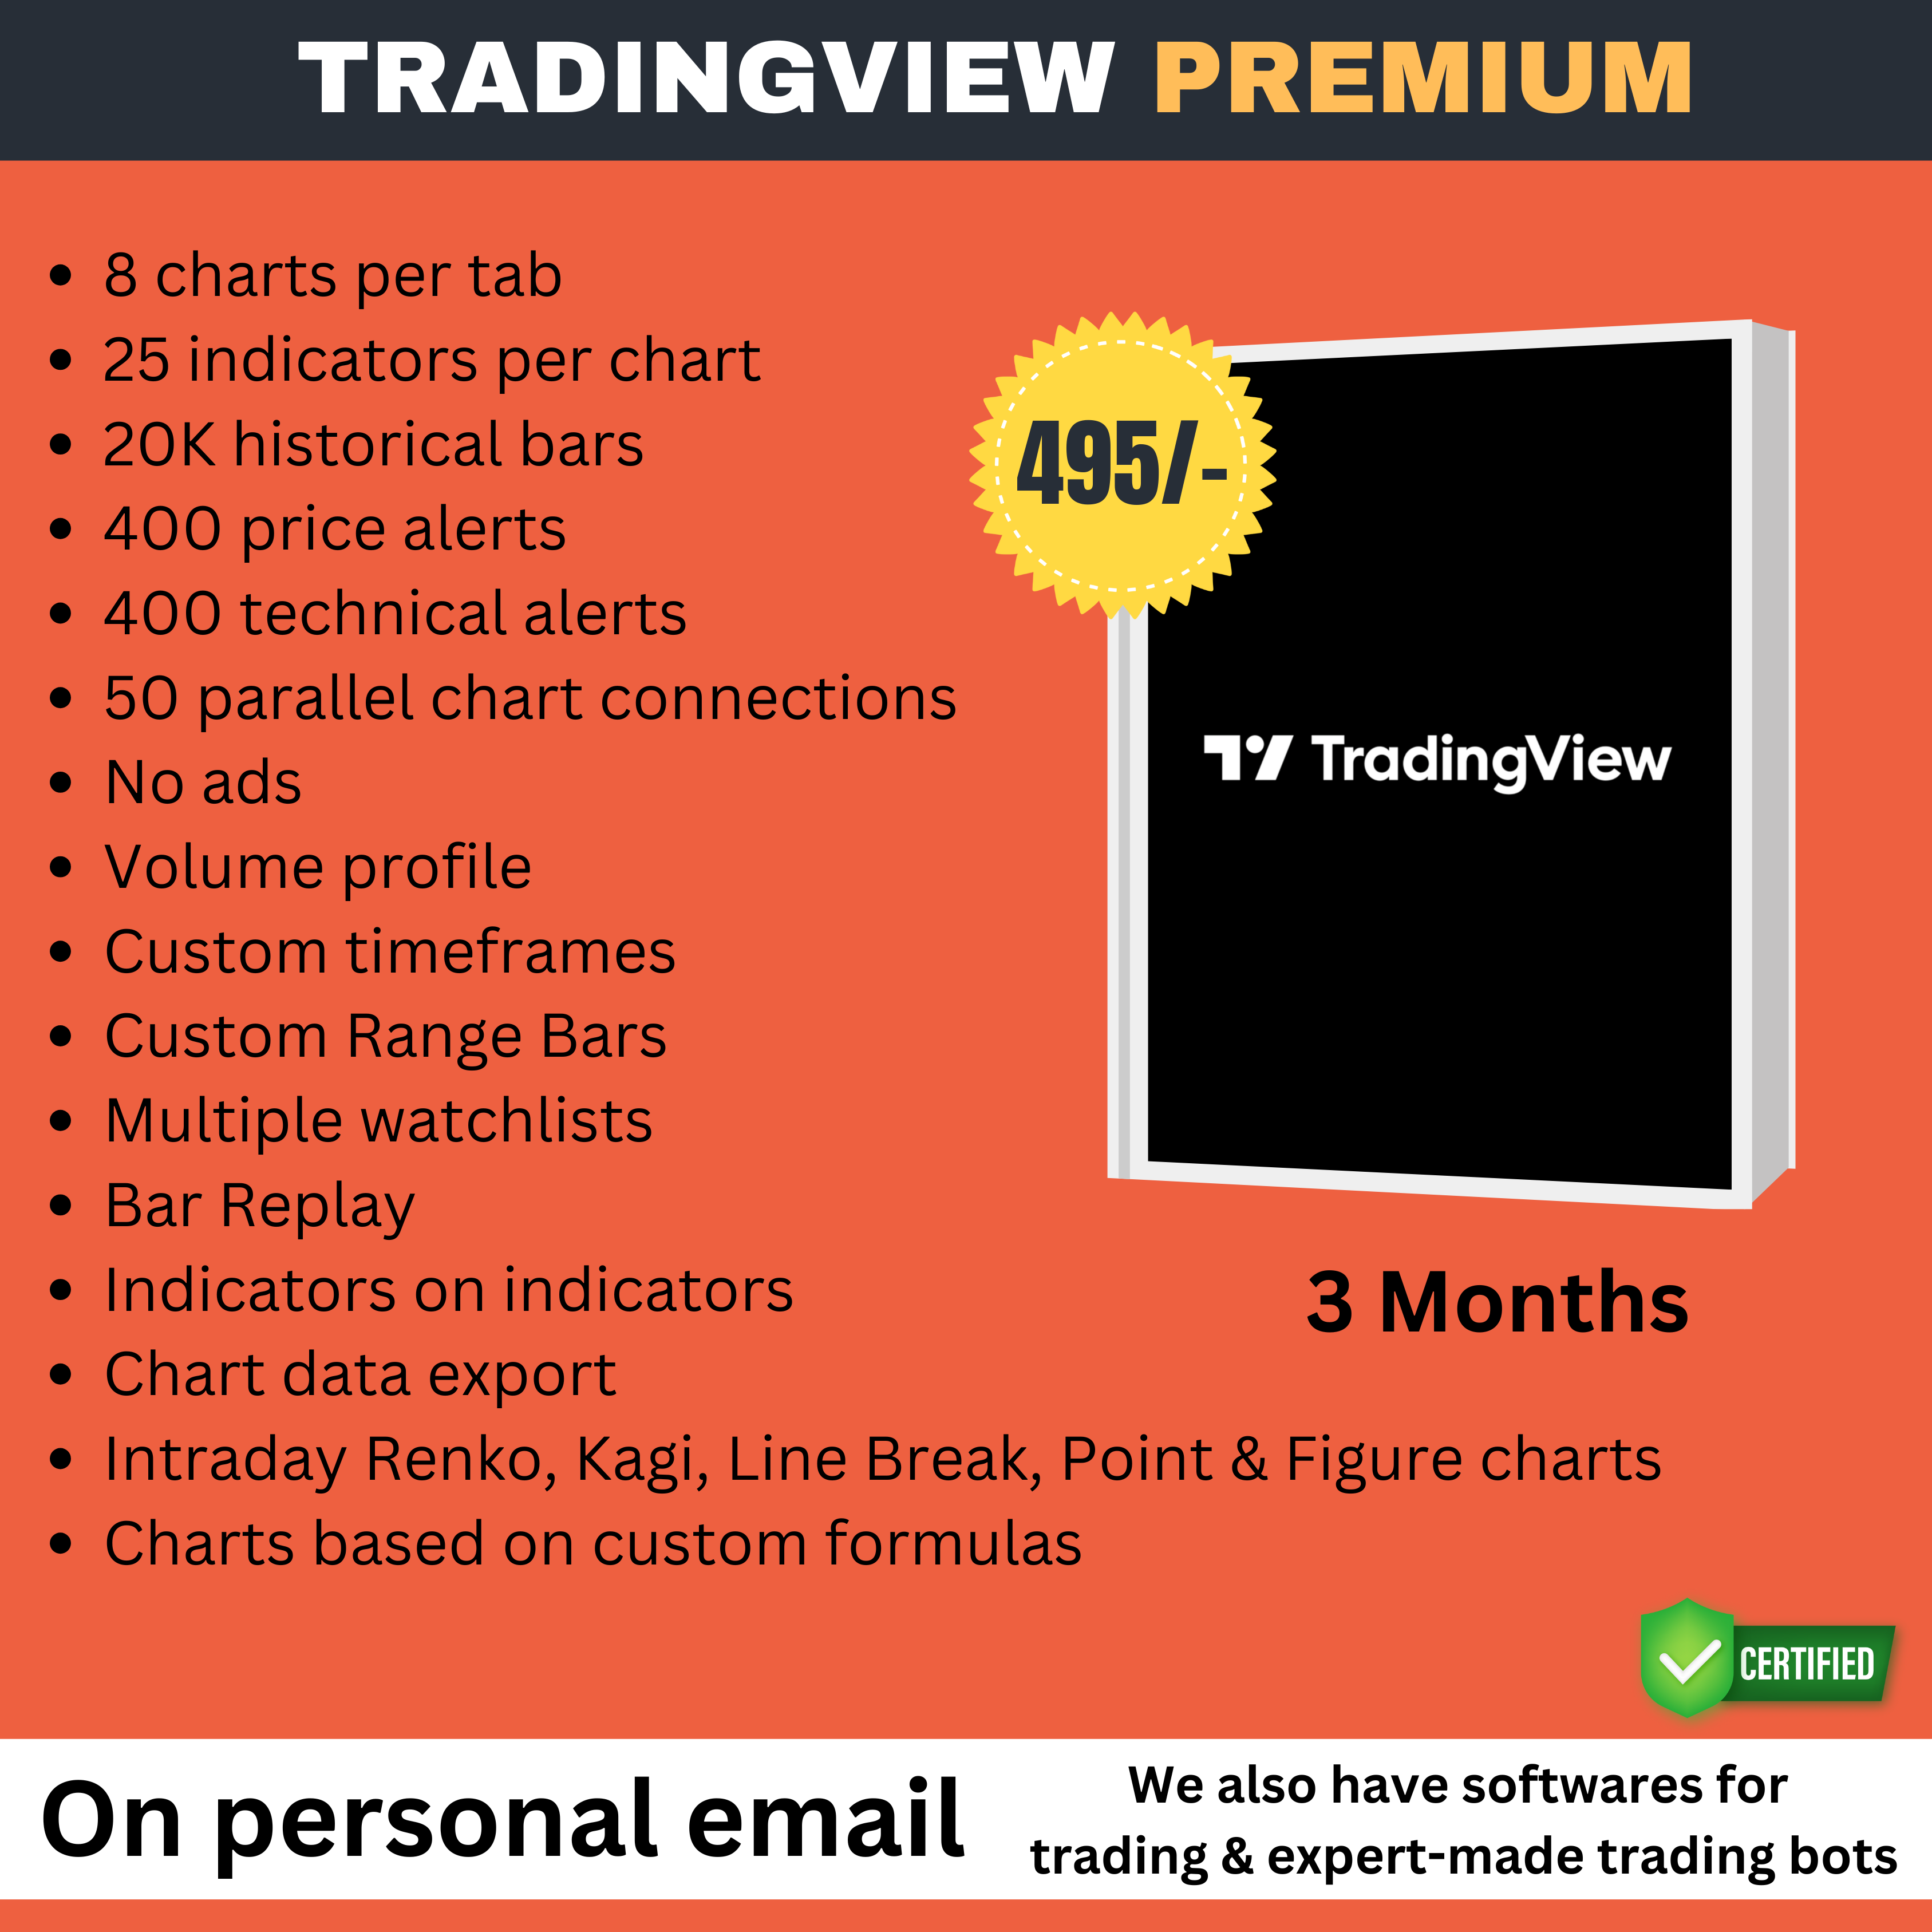 TRADINGVIEW PREMIUM
• 8 charts per tab
• 25 indicators per chart
• 20K historical bars
• 400 price alerts
• 400 technical alerts
• 50 parallel chart connections
• No ads
• Volume profile
• Custom timeframes
• Custom Range Bars
• Multiple watchlists
• Bar Replay
• Indicators on indicators
• Chart data export
• Intraday Renko, Kagi, Line Break, Point & Figure charts
• Charts based on custom formulas
495/-
TradingView
3 Months
CERTIFIED
On personal email
We also have softwares for
trading & expert-made trading bots